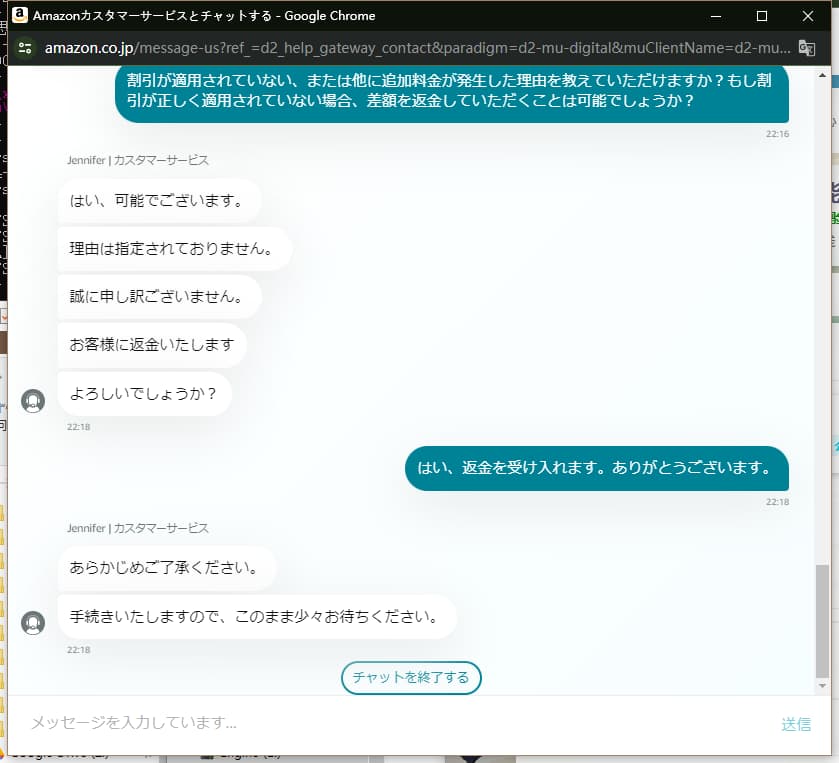 Amazonカスタマーサービスとチャットする - Google Chrome
amazon.co.jp/message-us?ref_=d2_help_gateway_contact&paradigm=d2-mu-digital&muClientName=d2-mu...
割引が適用されていない、または他に追加料金が発生した理由を教えていただけますか？もし割
引が正しく適用されていない場合、差額を返金していただくことは可能でしょうか？
22:16
Jennifer | カスタマーサービス
はい、可能でございます。
理由は指定されておりません。
誠に申し訳ございません。
お客様に返金いたします
よろしいでしょうか？
22:18
はい、返金を受け入れます。ありがとうございます。
22:18
Jennifer | カスタマーサービス
あらかじめご了承ください。
手続きいたしますので、このまま少々お待ちください。
22:18
チャットを終了する
メッセージを入力しています...
送信